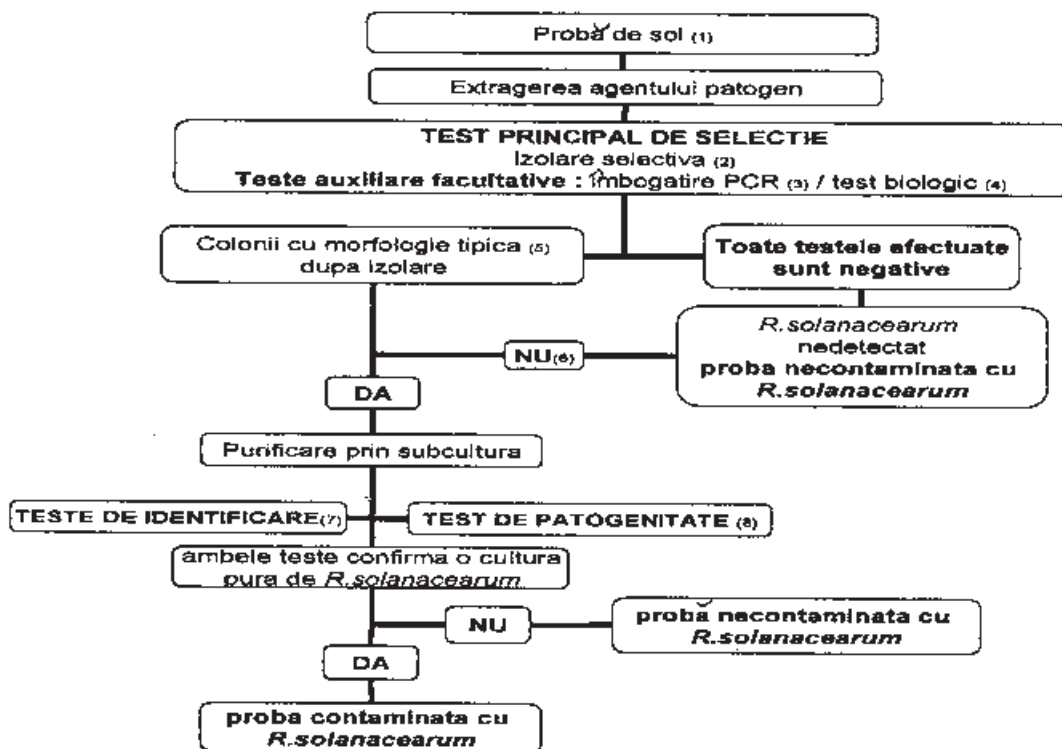 Probă de sol (1)
Extragerea agentului patogen
TEST PRINCIPAL DE SELECTIE
Izolare selectiva (2)
Teste auxiliare facultative : îmbogatire PCR (3) / test biologic (4)
Colonii cu morfologie tipica (5)
dupa izolare
Toate testele efectuate
sunt negative
R.solanacearum
nedetectat
proba necontaminata cu
R.solanacearum
NU(6)
DA
Purificare prin subcultura
TESTE DE IDENTIFICARE(7)
TEST DE PATOGENITATE (8)
ambele teste confirma o cultura
pura de R.solanacearum
NU
probă necontaminata cu
R.solanacearum
DA
proba contaminata cu
R.solanacearum